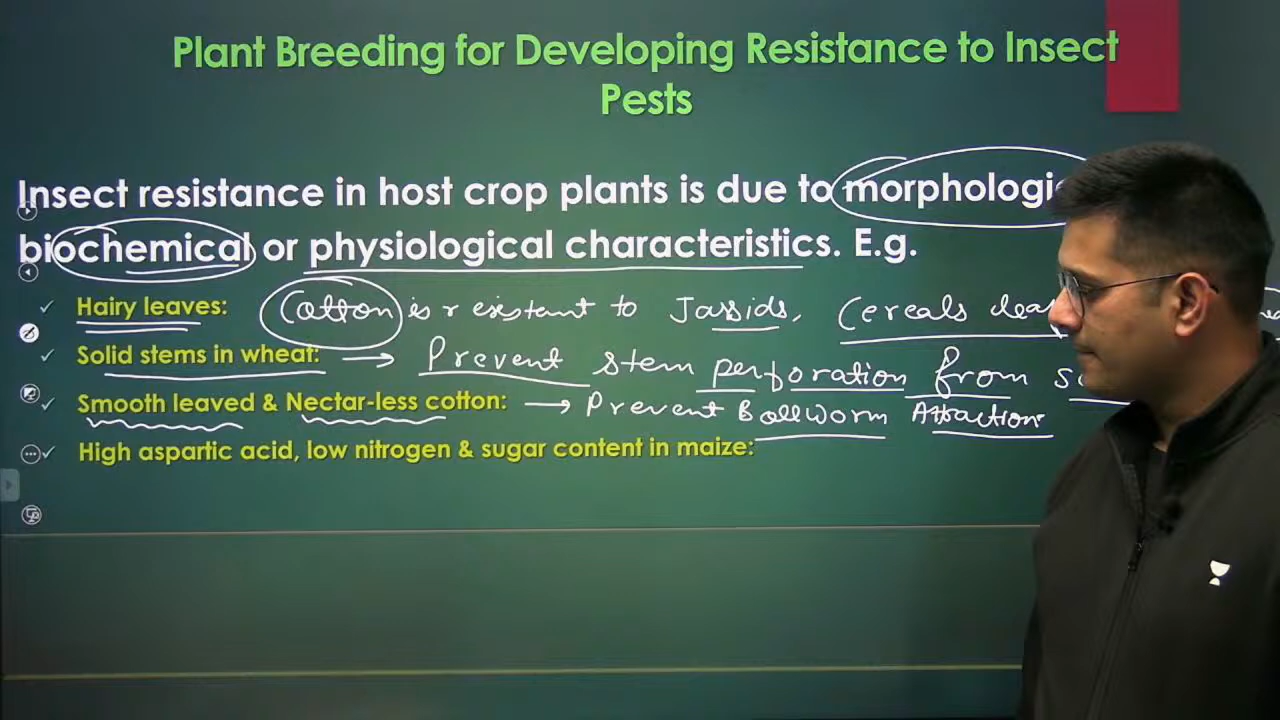 Plant Breeding for Developing Resistance to Insect
Pests
Insect resistance in host crop plants is due to morphologic
biochemical or physiological characteristics. E.g.
✓ Hairy leaves: Cotton is resistant to Jassids, Cereals leaf
✓ Solid stems in wheat: → Prevent stem perforation from
✓ Smooth leaved & Nectar-less cotton: → Prevent Bollworm Attraction
✓ High aspartic acid, low nitrogen & sugar content in maize: